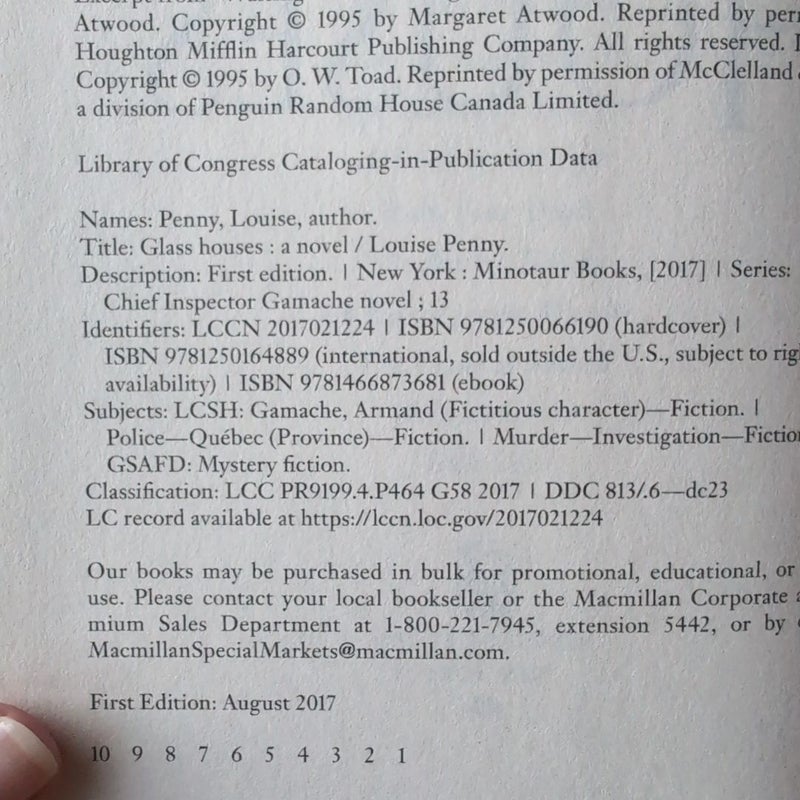 Atwood. Copyright © 1995 by Margaret Atwood. Reprinted by
Houghton Mifflin Harcourt Publishing Company. All rights reserved.
Copyright © 1995 by O. W. Toad. Reprinted by permission of McClelland
a division of Penguin Random House Canada Limited.
Library of Congress Cataloging-in-Publication Data
Names: Penny, Louise, author.
Title: Glass houses : a novel / Louise Penny.
Description: First edition. | New York : Minotaur Books, [2017] | Series:
Chief Inspector Gamache novel ; 13
Identifiers: LCCN 2017021224 | ISBN 9781250066190 (hardcover) |
ISBN 9781250164889 (international, sold outside the U.S., subject to
availability) | ISBN 9781466873681 (ebook)
Subjects: LCSH: Gamache, Armand (Fictitious character)—Fiction. |
Police—Québec (Province)—Fiction. | Murder—Investigation—Fiction
GSAFD: Mystery fiction.
Classification: LCC PR9199.4.P464 G58 2017 | DDC 813/.6—dc23
LC record available at https://lccn.loc.gov/2017021224
Our books may be purchased in bulk for promotional, educational, or
use. Please contact your local bookseller or the Macmillan Corporate
mium Sales Department at 1-800-221-7945, extension 5442, or by
MacmillanSpecialMarkets@macmillan.com.
First Edition: August 2017
10 9 8 7 6 5 4 3 2 1